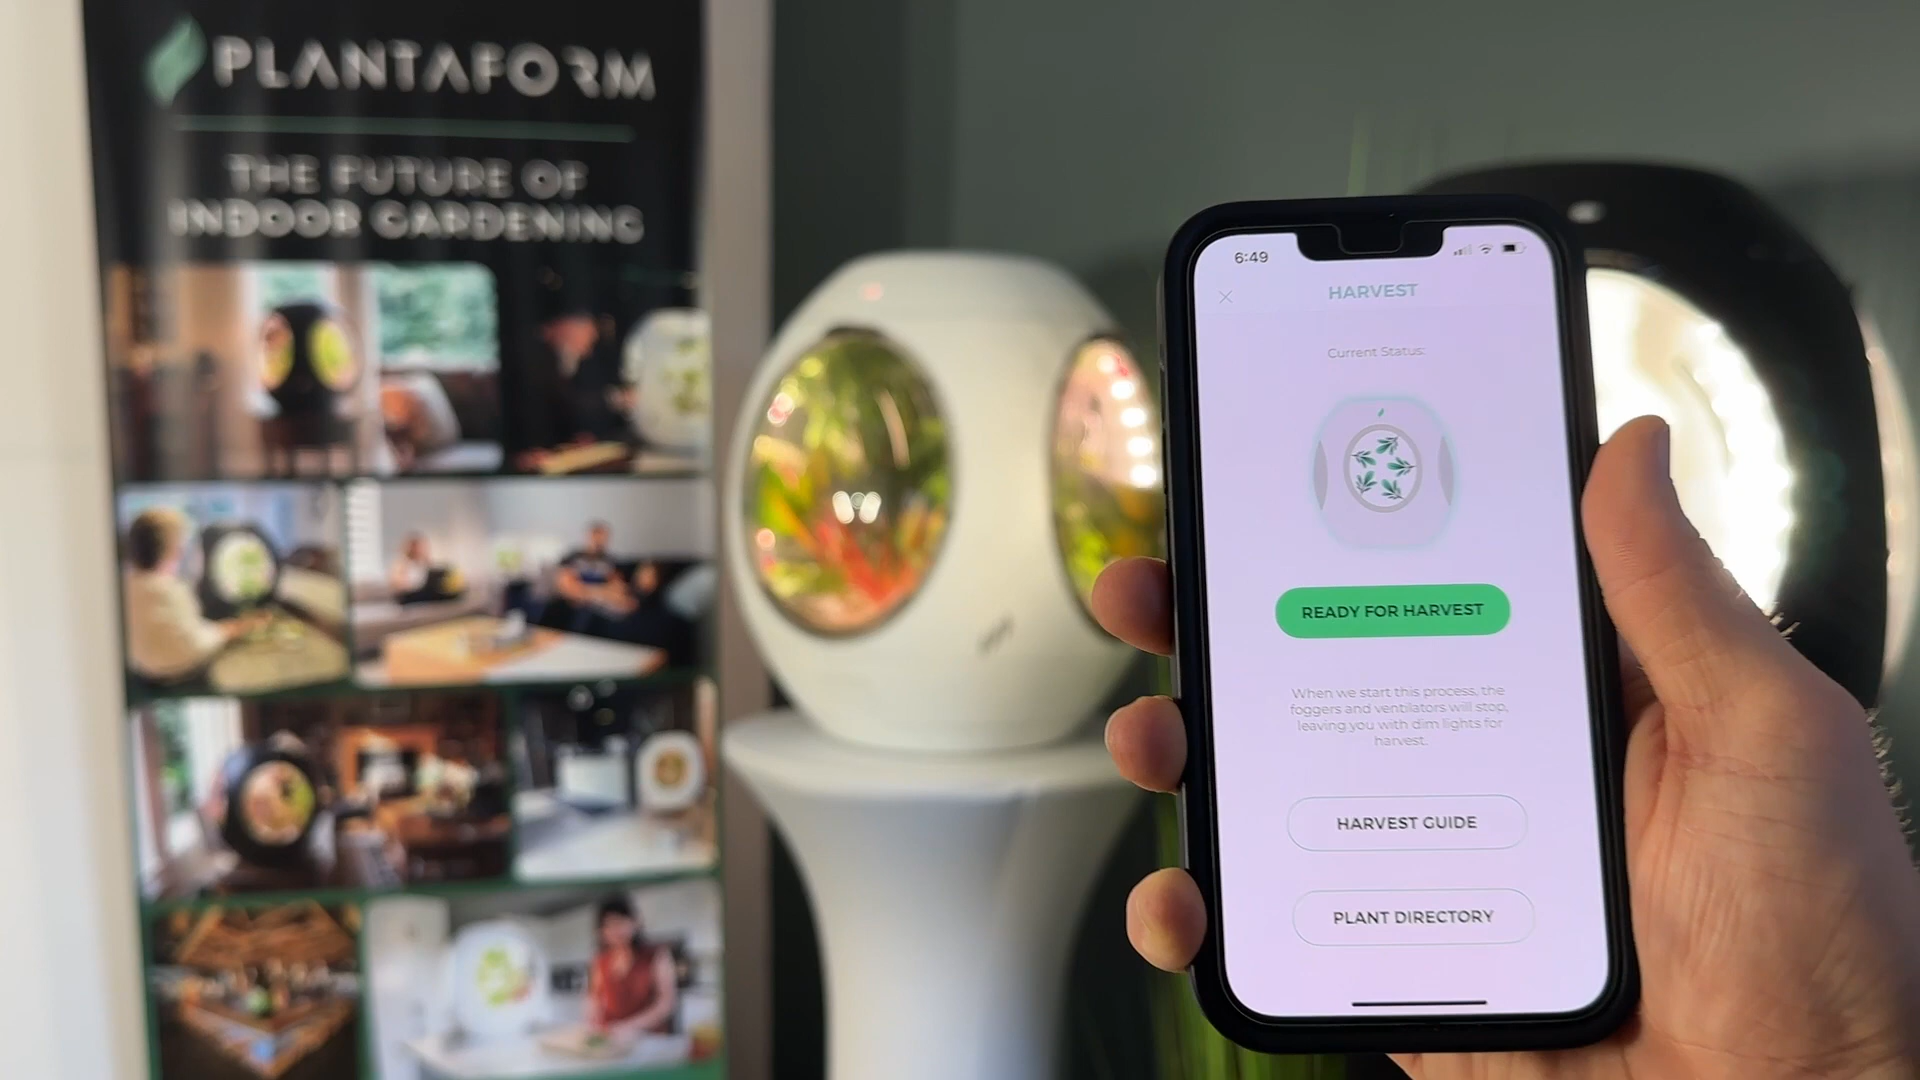 PLANTAFORM
THE FUTURE OF
INDOOR GARDENING
6:49
HARVEST
Current Status:
READY FOR HARVEST
When we start this process, the
foggers and ventilators will stop,
leaving you with dim lights for
harvest.
HARVEST GUIDE
PLANT DIRECTORY